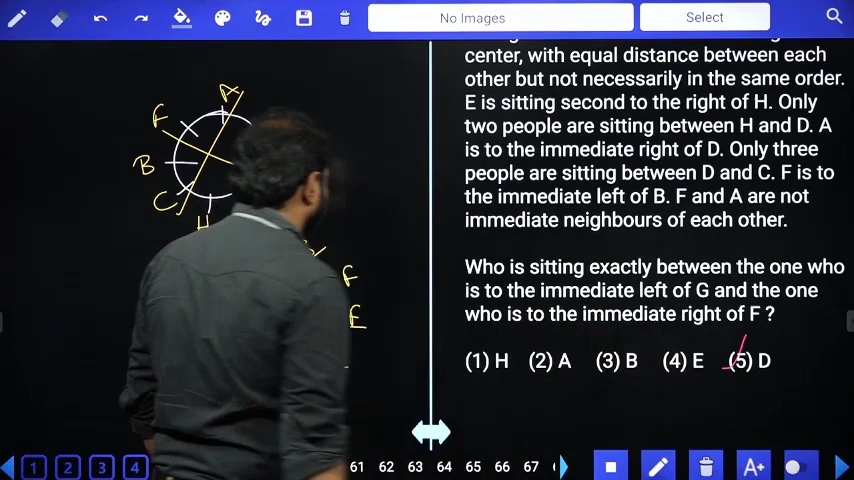 No Images
Select
center, with equal distance between each
other but not necessarily in the same order.
E is sitting second to the right of H. Only
two people are sitting between H and D. A
is to the immediate right of D. Only three
people are sitting between D and C. F is to
the immediate left of B. F and A are not
immediate neighbours of each other.
Who is sitting exactly between the one who
is to the immediate left of G and the one
who is to the immediate right of F ?
(1) H (2) A (3) B (4) E (5) D
A
F
B
C
H
F
E
1 2 3 4
61 62 63 64 65 66 67
A+